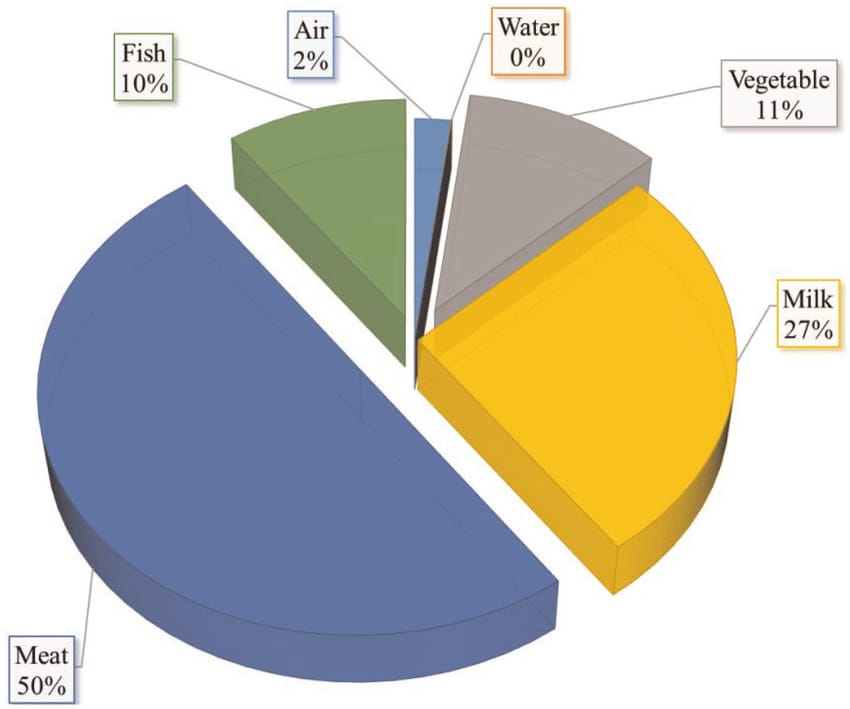 Air
2%
Water
0%
Fish
10%
Vegetable
11%
Milk
27%
Meat
50%